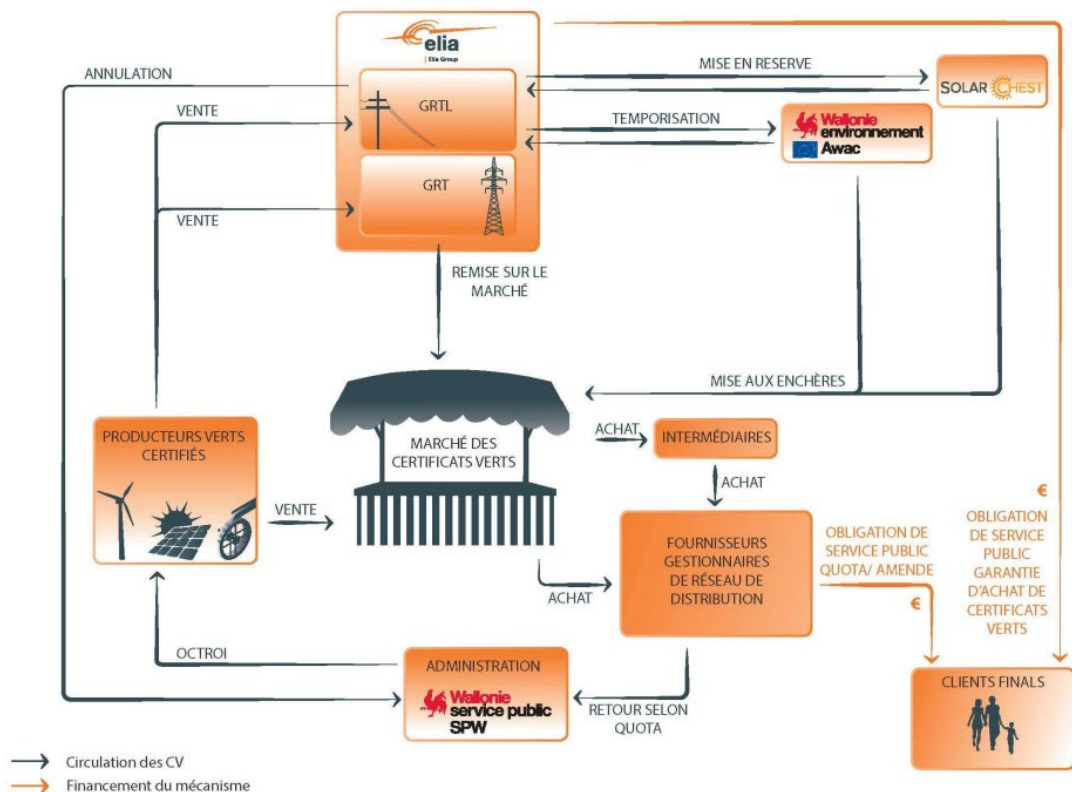 elia
Elia Group
ANNULATION
MISE EN RESERVE
SOLAR CHEST
GRTL
VENTE
TEMPORISATION
Wallonie
environnement
Awac
GRT
VENTE
REMISE SUR LE
MARCHÉ
MISE AUX ENCHÈRES
PRODUCTEURS VERTS
CERTIFIÉS
MARCHÉ DES
CERTIFICATS VERTS
ACHAT
INTERMÉDIAIRES
ACHAT
VENTE
FOURNISSEURS
GESTIONNAIRES
DE RÉSEAU DE
DISTRIBUTION
OBLIGATION DE
SERVICE PUBLIC
QUOTA/ AMENDE
€
€
OBLIGATION
DE SERVICE
PUBLIC
GARANTIE
D'ACHAT DE
CERTIFICATS
VERTS
ACHAT
OCTROI
ADMINISTRATION
Wallonie
service public
SPW
RETOUR SELON
QUOTA
CLIENTS FINALS
Circulation des CV
Financement du mécanisme